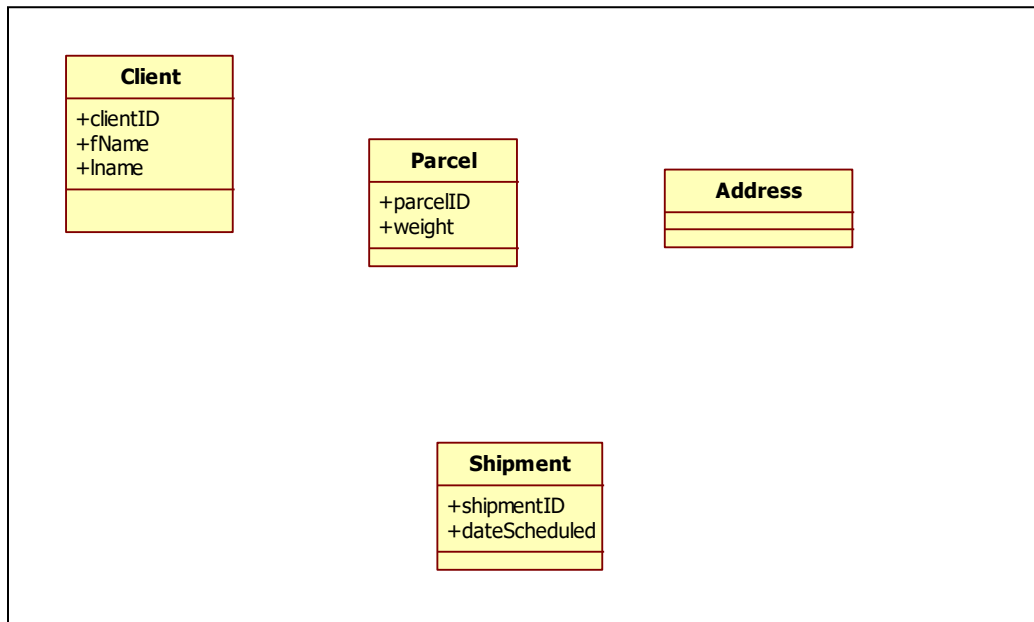 Client
+clientID
+fName
+lname
Parcel
+parcelID
+weight
Address
Shipment
+shipmentID
+dateScheduled